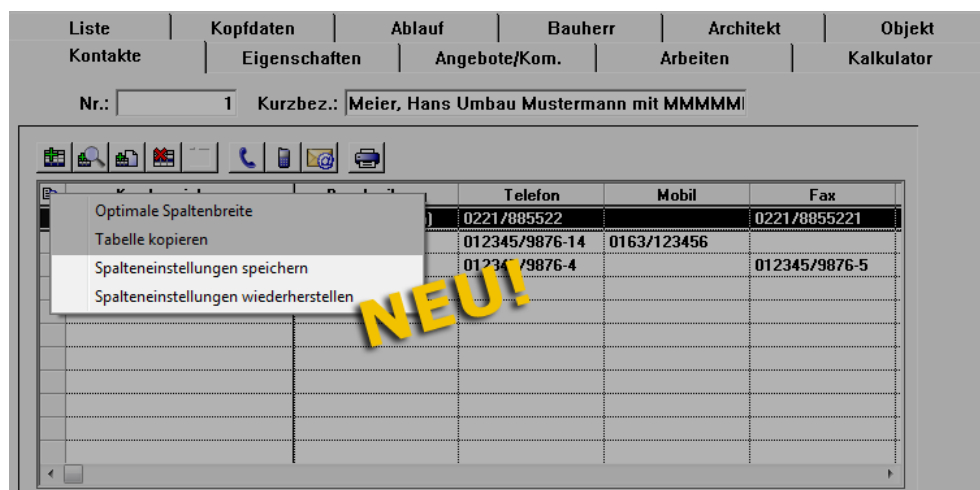 Liste Kopfdaten Ablauf Bauherr Architekt Objekt
Kontakte Eigenschaften Angebote/Kom. Arbeiten Kalkulator
Nr.: 1 Kurzbez.: Meier, Hans Umbau Mustermann mit MMMMM
Telefon Mobil Fax
Optimale Spaltenbreite
0221/885522 0221/8855221
Tabelle kopieren
012345/9876-14 0163/123456
Spalteneinstellungen speichern
012345/9876-4 012345/9876-5
Spalteneinstellungen wiederherstellen
NEU!